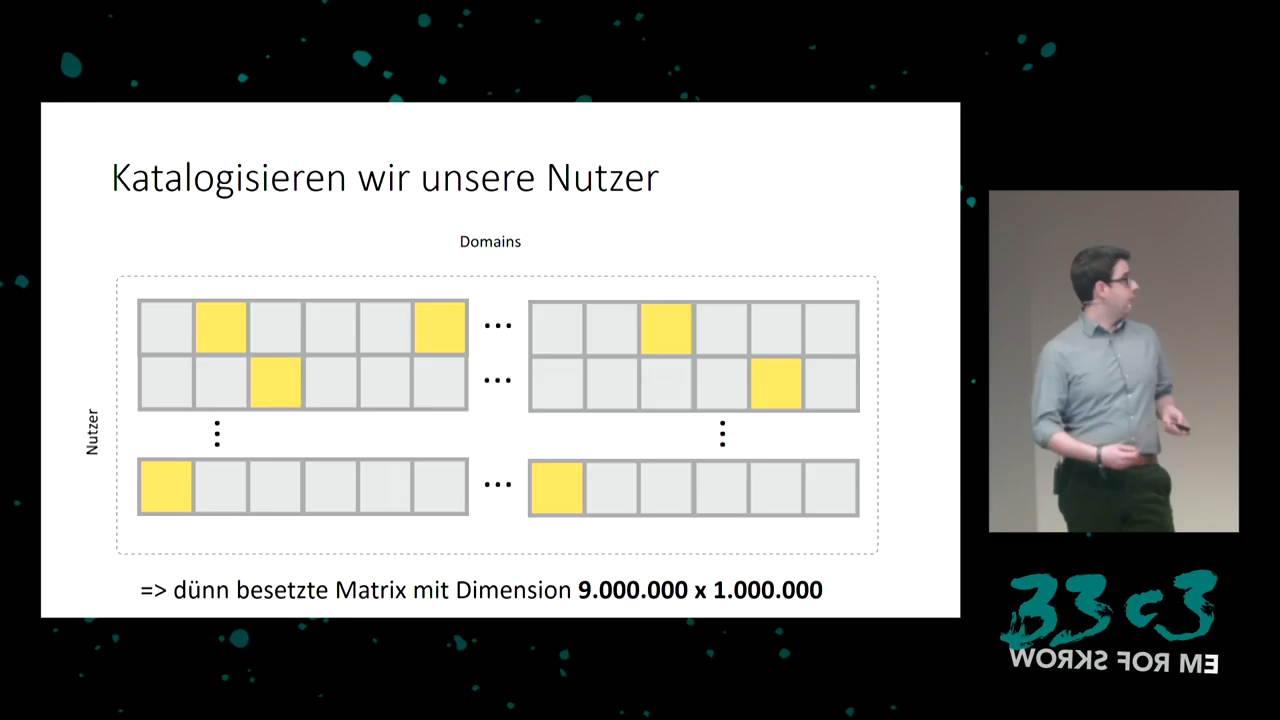 Katalogisieren wir unsere Nutzer
Domains
...
...
Nutzer
...
=> dünn besetzte Matrix mit Dimension 9.000.000 x 1.000.000
33c3
WORKS FOR ME